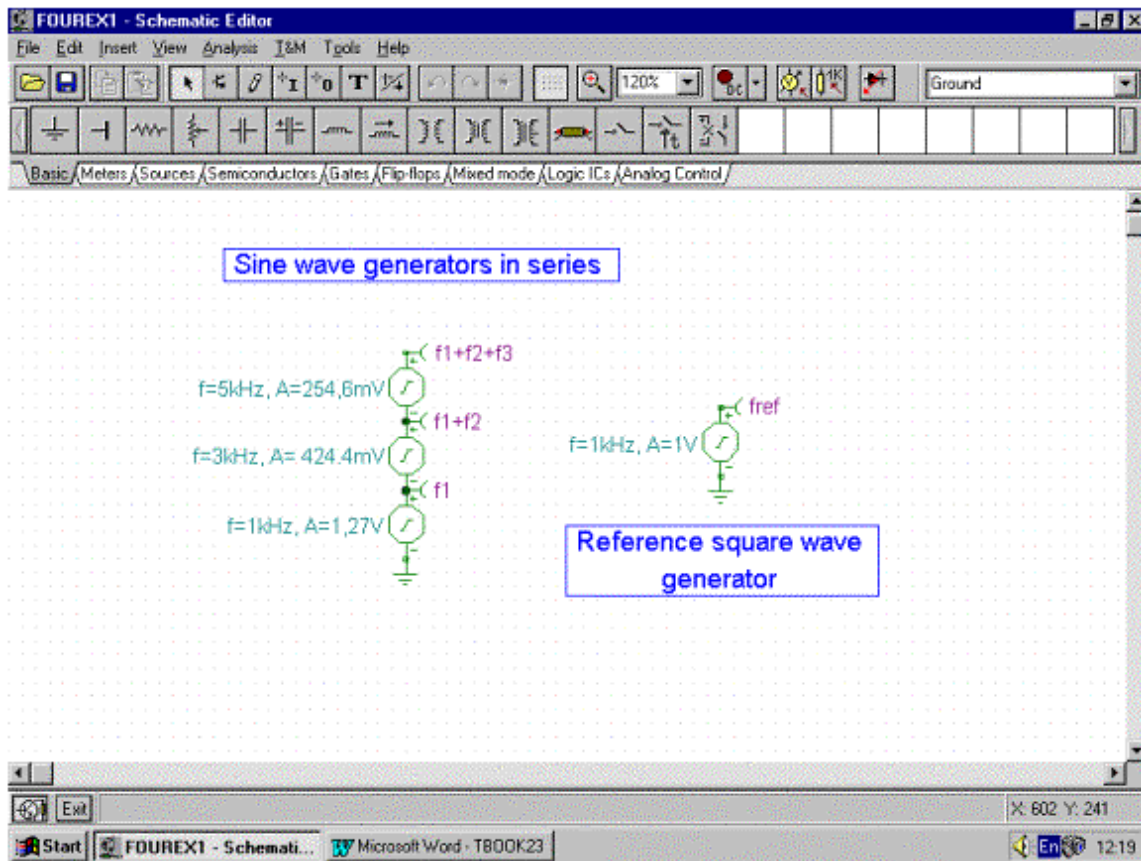 FOUREX1 - Schematic Editor
File Edit Insert View Analysis T&M Tools Help
T 120% DC 1K Ground
Basic Meters Sources Semiconductors Gates Flip-flops Mixed mode Logic ICs Analog Control
Sine wave generators in series
f1+f2+f3
f=5kHz, A=254,6mV
f1+f2
f=3kHz, A= 424.4mV
f1
f=1kHz, A=1,27V
fref
f=1kHz, A=1V
Reference square wave
generator
Exit X: 602 Y: 241
Start FOUREX1 - Schemati... Microsoft Word - TBOOK23 En 12:19